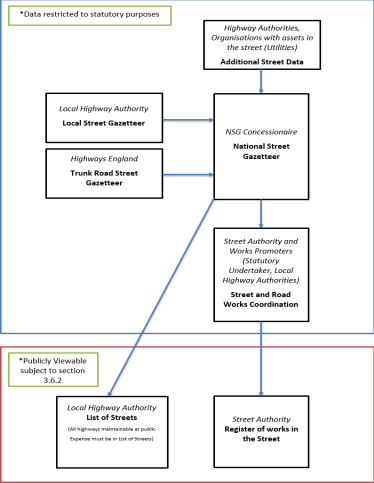 *Data restricted to statutory purposes
Highway Authorities,
Organisations with assets in
the street (Utilities)
Additional Street Data
Local Highway Authority
Local Street Gazetteer
NSG Concessionaire
National Street
Gazetteer
Highways England
Trunk Road Street
Gazetteer
Street Authority and
Works Promoters
(Statutory
Undertaker, Local
Highway Authorities)
Street and Road
Works Coordination
*Publicly Viewable
subject to section
3.6.2
Local Highway Authority
List of Streets
(All highways maintainable at public
Expense must be in List of Streets)
Street Authority
Register of works in
the Street